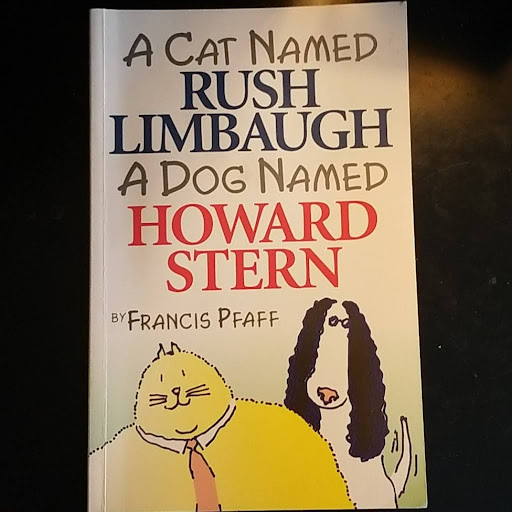 A CAT NAMED
RUSH
LIMBAUGH
A DOG NAMED
HOWARD
STERN
BY FRANCIS PFAFF